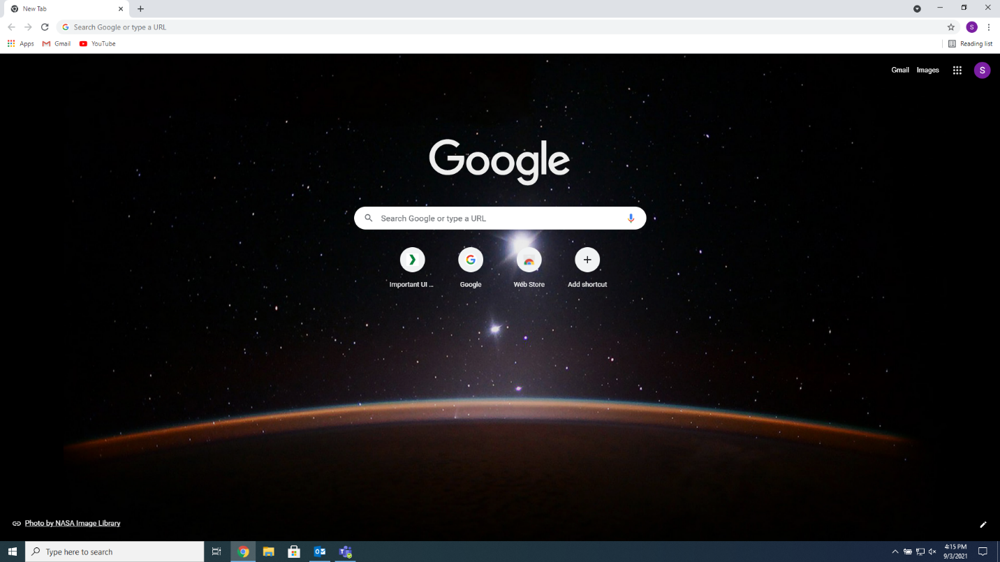 New Tab
Search Google or type a URL
S
Apps
Gmail
YouTube
Reading list
Gmail
Images
S
Google
Search Google or type a URL
Important UI ...
Google
Web Store
Add shortcut
Photo by NASA Image Library
Type here to search
4:15 PM
9/3/2021